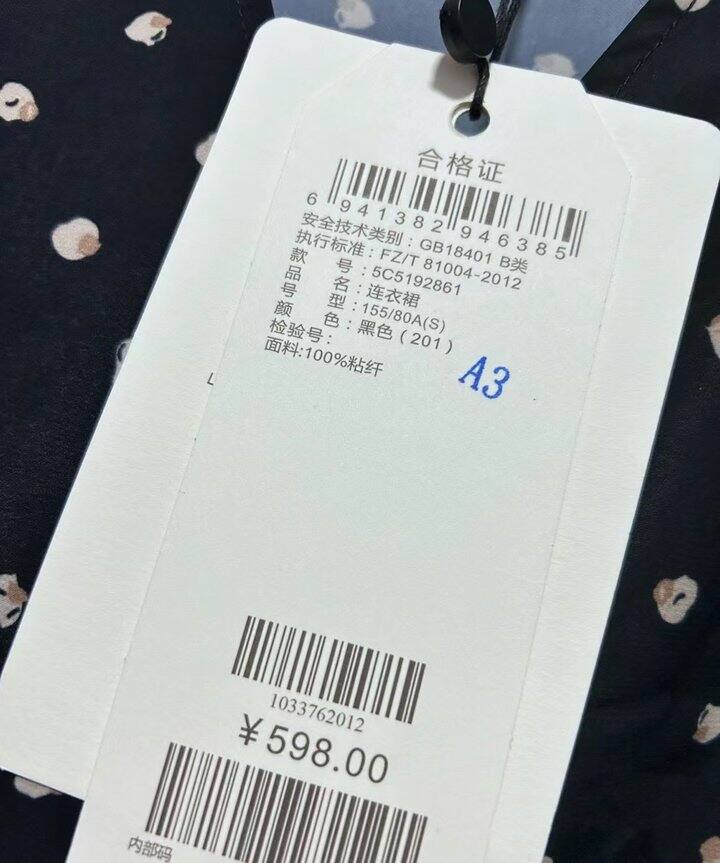 合格证
6 941382 946385
安全技术类别：GB18401 B类
执行标准：FZ/T 81004-2012
款 号：5C5192861
品 名：连衣裙
号 型：155/80A(S)
颜 色：黑色（201）
检验号：
面料:100%粘纤
A3
1033762012
¥598.00
内部码